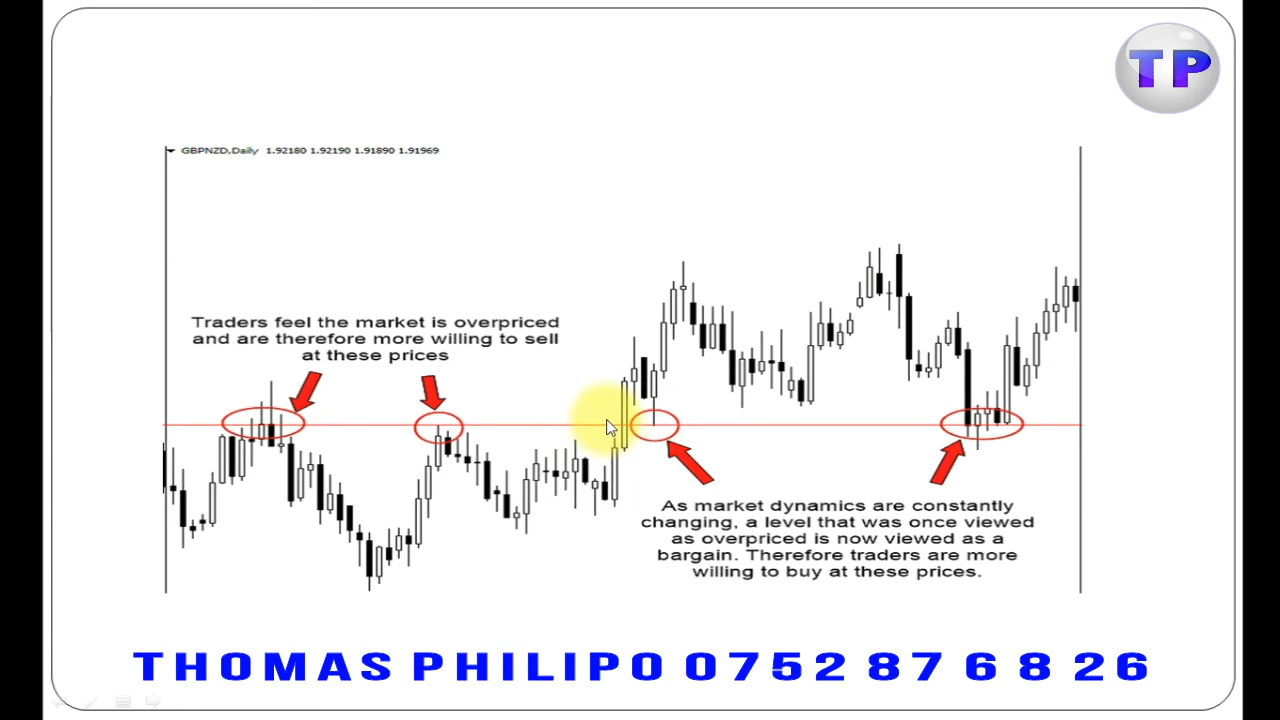 TP
GBPNZD,Daily 1.92180 1.92190 1.91890 1.91969
Traders feel the market is overpriced
and are therefore more willing to sell
at these prices
As market dynamics are constantly
changing, a level that was once viewed
as overpriced is now viewed as a
bargain. Therefore traders are more
willing to buy at these prices.
THOMAS PHILIPO 0752 87 6 8 26